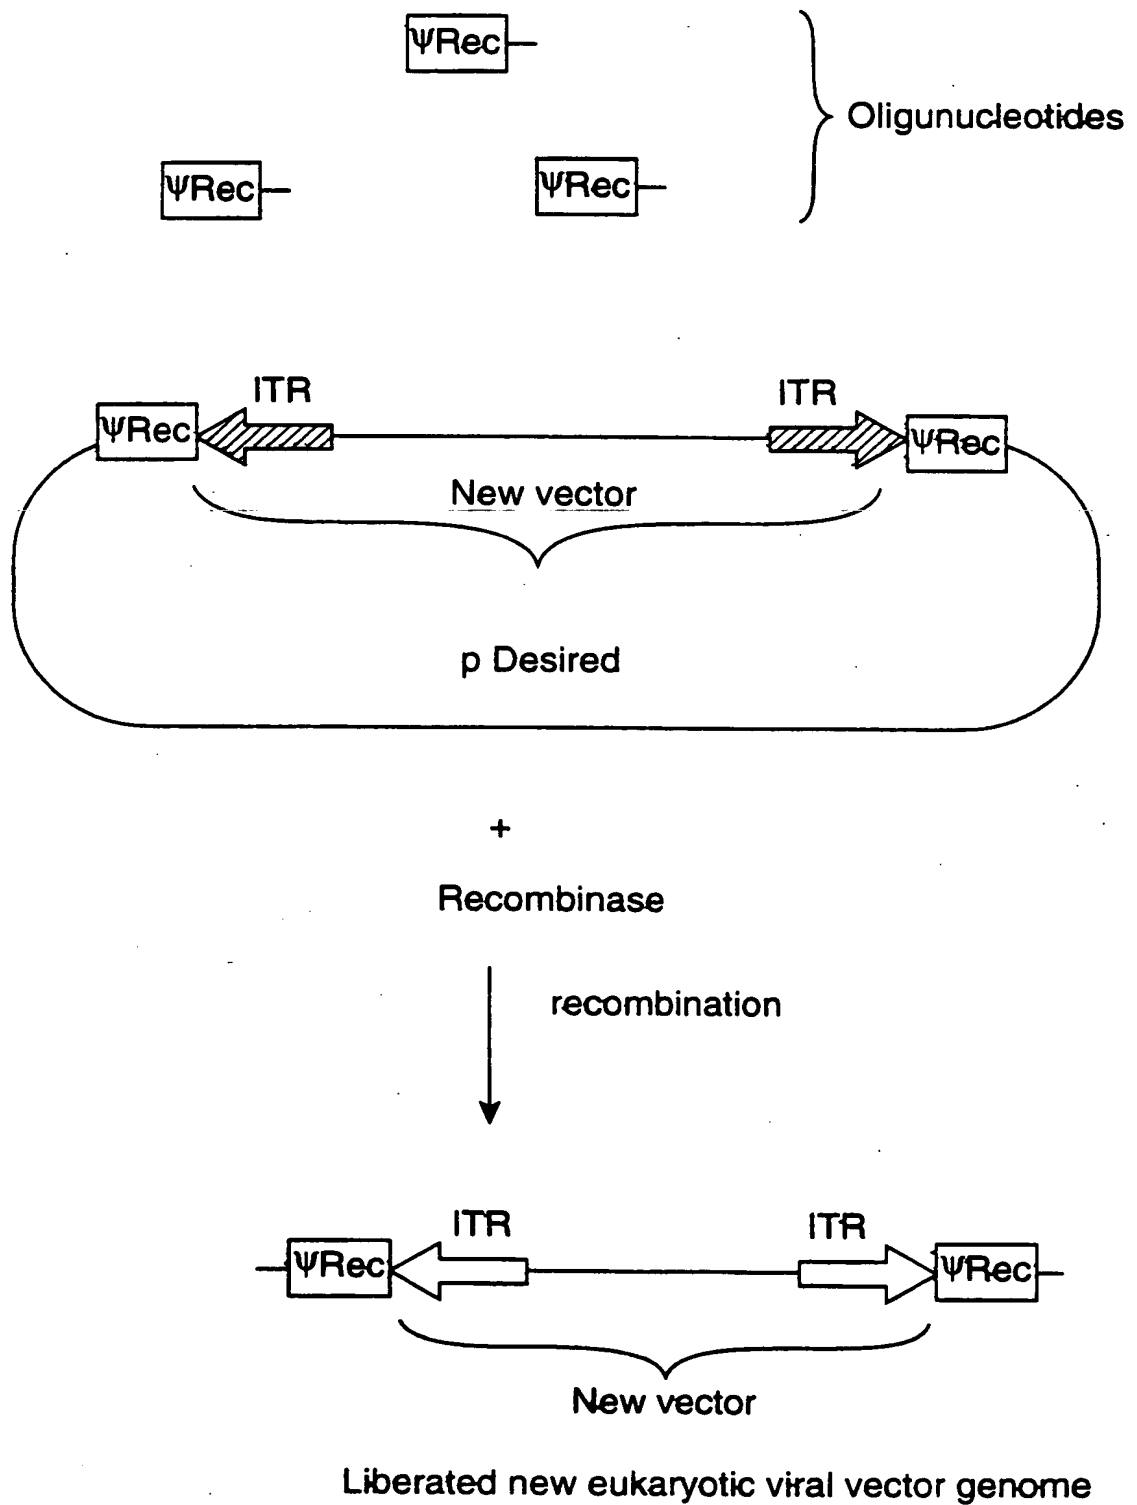 ΨRec
Oligunucleotides
ΨRec
ΨRec
ITR
ITR
ΨRec
ΨRec
New vector
p Desired
+
Recombinase
recombination
ITR
ITR
ΨRec
ΨRec
New vector
Liberated new eukaryotic viral vector genome